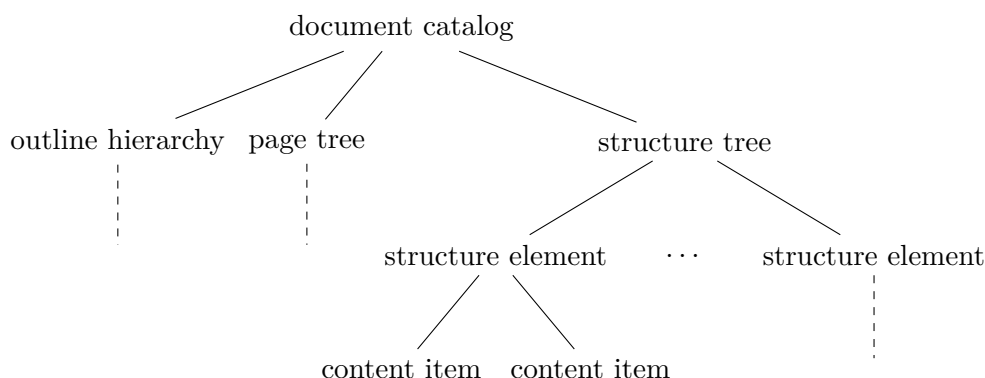 document catalog
outline hierarchy page tree structure tree
structure element ... structure element
content item content item